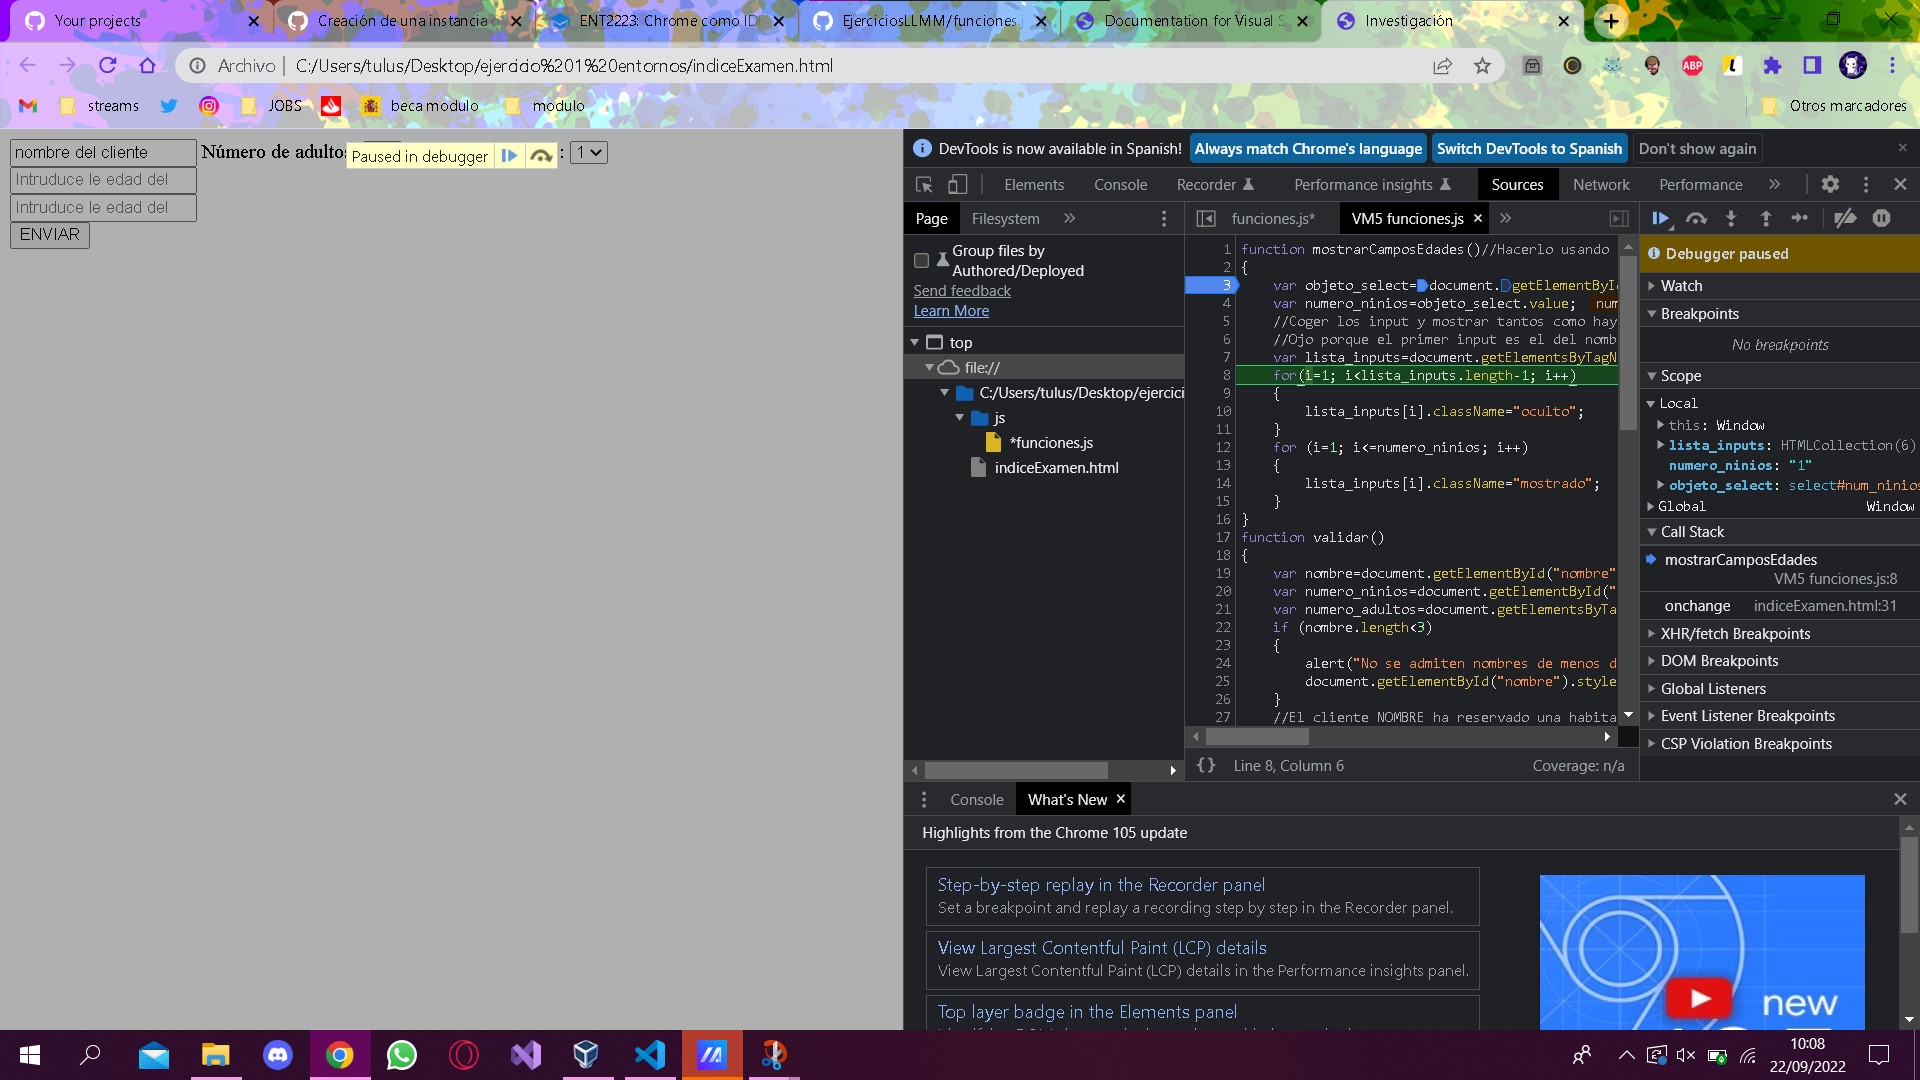 Your projects
Creación de una instancia d
ENT2223: Chrome como IDE
EjerciciosLLMM/funciones.j
Documentation for Visual S
Investigación
Archivo | C:/Users/tulus/Desktop/ejercicio%201%20entornos/indiceExamen.html
streams
JOBS
beca modulo
modulo
Otros marcadores
nombre del cliente
Número de adultos
Paused in debugger
: 1
Intruduce le edad del
Intruduce le edad del
ENVIAR
DevTools is now available in Spanish!
Always match Chrome's language
Switch DevTools to Spanish
Don't show again
Elements
Console
Recorder
Performance insights
Sources
Network
Performance
Page
Filesystem
Group files by
Authored/Deployed
Send feedback
Learn More
top
file://
C:/Users/tulus/Desktop/ejercici
js
*funciones.js
indiceExamen.html
funciones.js*
VM5 funciones.js
1 function mostrarCamposEdades()//Hacerlo usando
2 {
3 var objeto_select=document.getElementById
4 var numero_ninios=objeto_select.value; num
5 //Coger los input y mostrar tantos como hay
6 //Ojo porque el primer input es el del nomb
7 var lista_inputs=document.getElementsByTagN
8 for(i=1; i<lista_inputs.length-1; i++)
9 {
10 lista_inputs[i].className="oculto";
11 }
12 for (i=1; i<=numero_ninios; i++)
13 {
14 lista_inputs[i].className="mostrado";
15 }
16 }
17 function validar()
18 {
19 var nombre=document.getElementById("nombre"
20 var numero_ninios=document.getElementById("
21 var numero_adultos=document.getElementsByTa
22 if (nombre.length<3)
23 {
24 alert("No se admiten nombres de menos d
25 document.getElementById("nombre").style
26 }
27 //El cliente NOMBRE ha reservado una habita
{} Line 8, Column 6
Coverage: n/a
Debugger paused
Watch
Breakpoints
No breakpoints
Scope
Local
this: Window
lista_inputs: HTMLCollection(6)
numero_ninios: "1"
objeto_select: select#num_ninios
Global Window
Call Stack
mostrarCamposEdades
VM5 funciones.js:8
onchange indiceExamen.html:31
XHR/fetch Breakpoints
DOM Breakpoints
Global Listeners
Event Listener Breakpoints
CSP Violation Breakpoints
Console
What's New
Highlights from the Chrome 105 update
Step-by-step replay in the Recorder panel
Set a breakpoint and replay a recording step by step in the Recorder panel.
View Largest Contentful Paint (LCP) details
View Largest Contentful Paint (LCP) details in the Performance insights panel.
Top layer badge in the Elements panel
new
10:08
22/09/2022